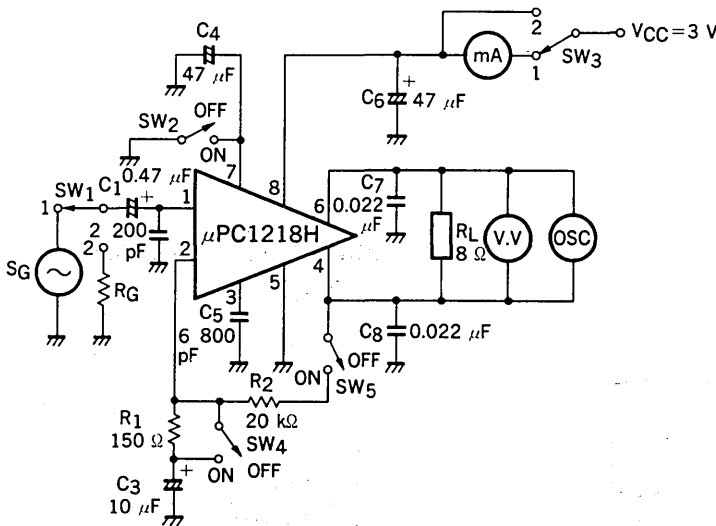 C4
47 μF
SW2
OFF
ON
7
2
mA
1
SW3
VCC=3 V
C6
+
47 μF
8
SW1
C1
0.47 μF
+
1
1
2
2
200
pF
2
μPC1218H
SG
RG
3
C5
800
6
pF
5
6
4
C7
0.022
μF
RL
8 Ω
V.V
OSC
C8
0.022 μF
OFF
ON
SW5
R2
20 kΩ
R1
150 Ω
SW4
OFF
ON
+
C3
10 μF